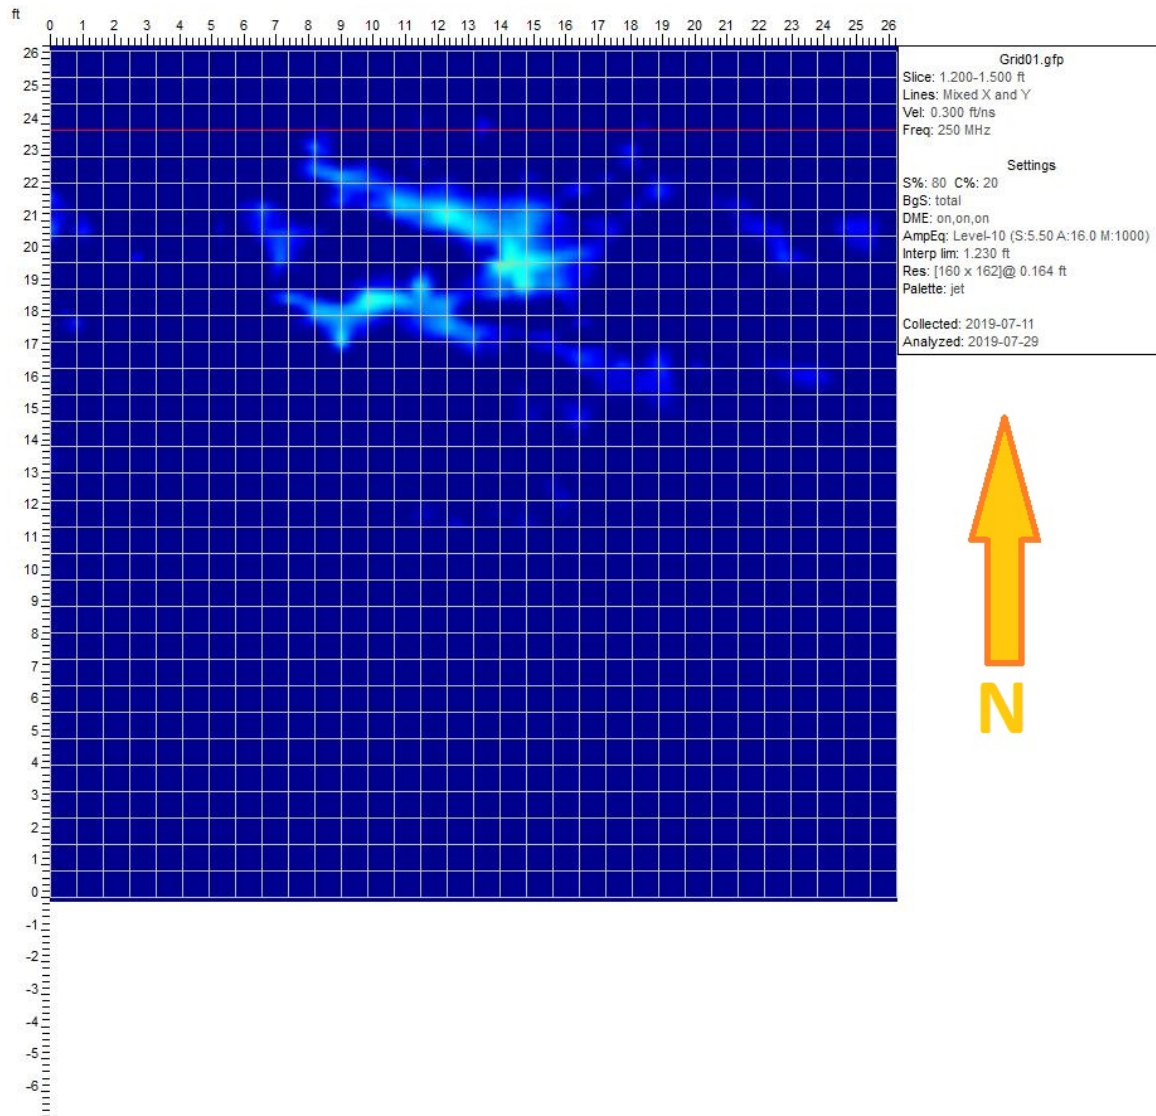 ft
0 1 2 3 4 5 6 7 8 9 10 11 12 13 14 15 16 17 18 19 20 21 22 23 24 25 26
26
25
24
23
22
21
20
19
18
17
16
15
14
13
12
11
10
9
8
7
6
5
4
3
2
1
0
-1
-2
-3
-4
-5
-6
Grid01.gfp
Slice: 1.200-1.500 ft
Lines: Mixed X and Y
Vel: 0.300 ft/ns
Freq: 250 MHz
Settings
S%: 80 C%: 20
BgS: total
DME: on,on,on
AmpEq: Level-10 (S:5.50 A:16.0 M:1000)
Interp lim: 1.230 ft
Res: [160 x 162]@ 0.164 ft
Palette: jet
Collected: 2019-07-11
Analyzed: 2019-07-29
N